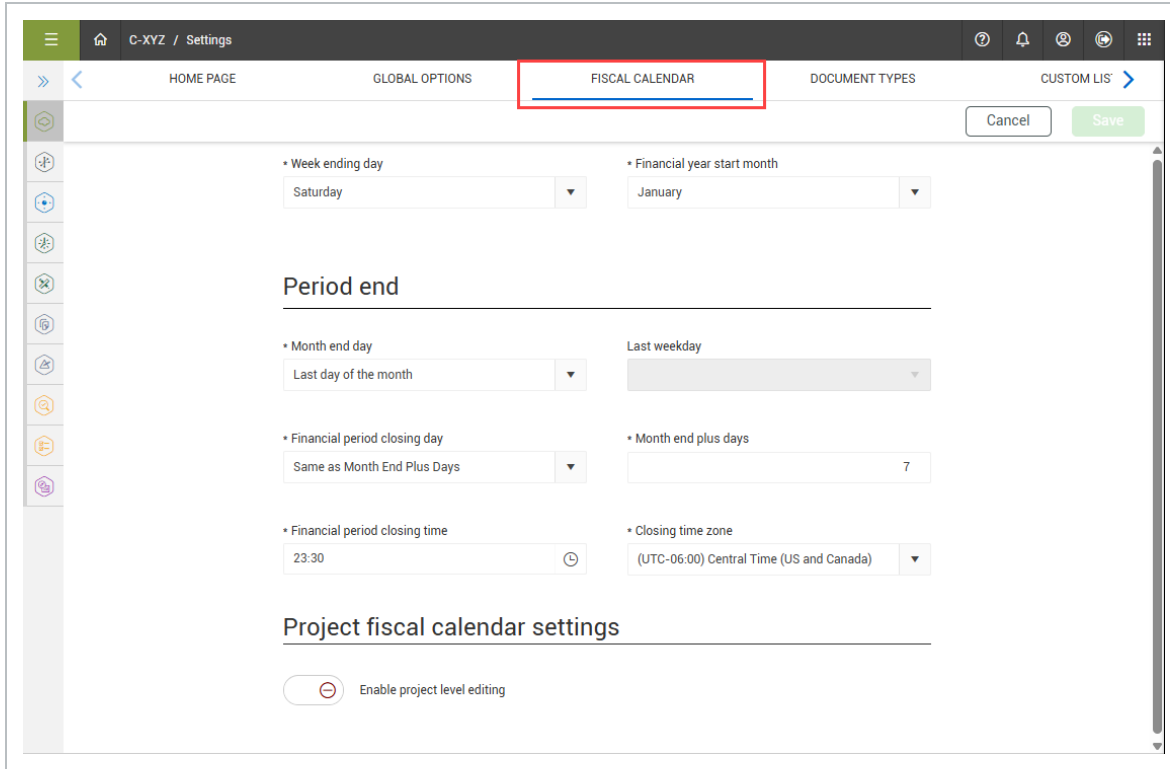 C-XYZ / Settings
HOME PAGE GLOBAL OPTIONS FISCAL CALENDAR DOCUMENT TYPES CUSTOM LIS
Cancel Save
* Week ending day * Financial year start month
Saturday January
Period end
* Month end day Last weekday
Last day of the month
* Financial period closing day * Month end plus days
Same as Month End Plus Days 7
* Financial period closing time * Closing time zone
23:30 (UTC-06:00) Central Time (US and Canada)
Project fiscal calendar settings
Enable project level editing